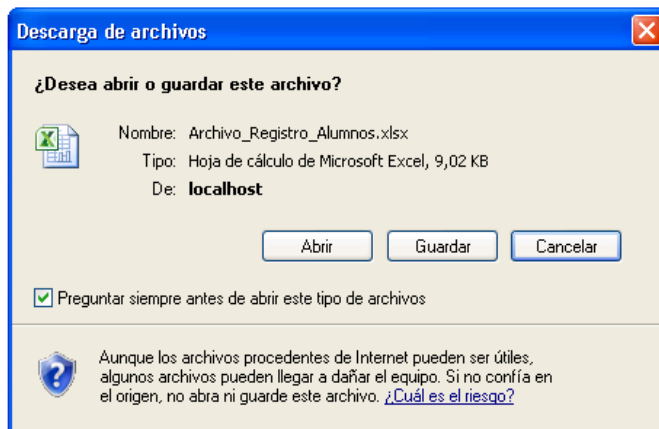 Descarga de archivos
¿Desea abrir o guardar este archivo?
Nombre: Archivo_Registro_Alumnos.xlsx
Tipo: Hoja de cálculo de Microsoft Excel, 9,02 KB
De: localhost
Abrir Guardar Cancelar
Preguntar siempre antes de abrir este tipo de archivos
Aunque los archivos procedentes de Internet pueden ser útiles,
algunos archivos pueden llegar a dañar el equipo. Si no confía en
el origen, no abra ni guarde este archivo. ¿Cuál es el riesgo?